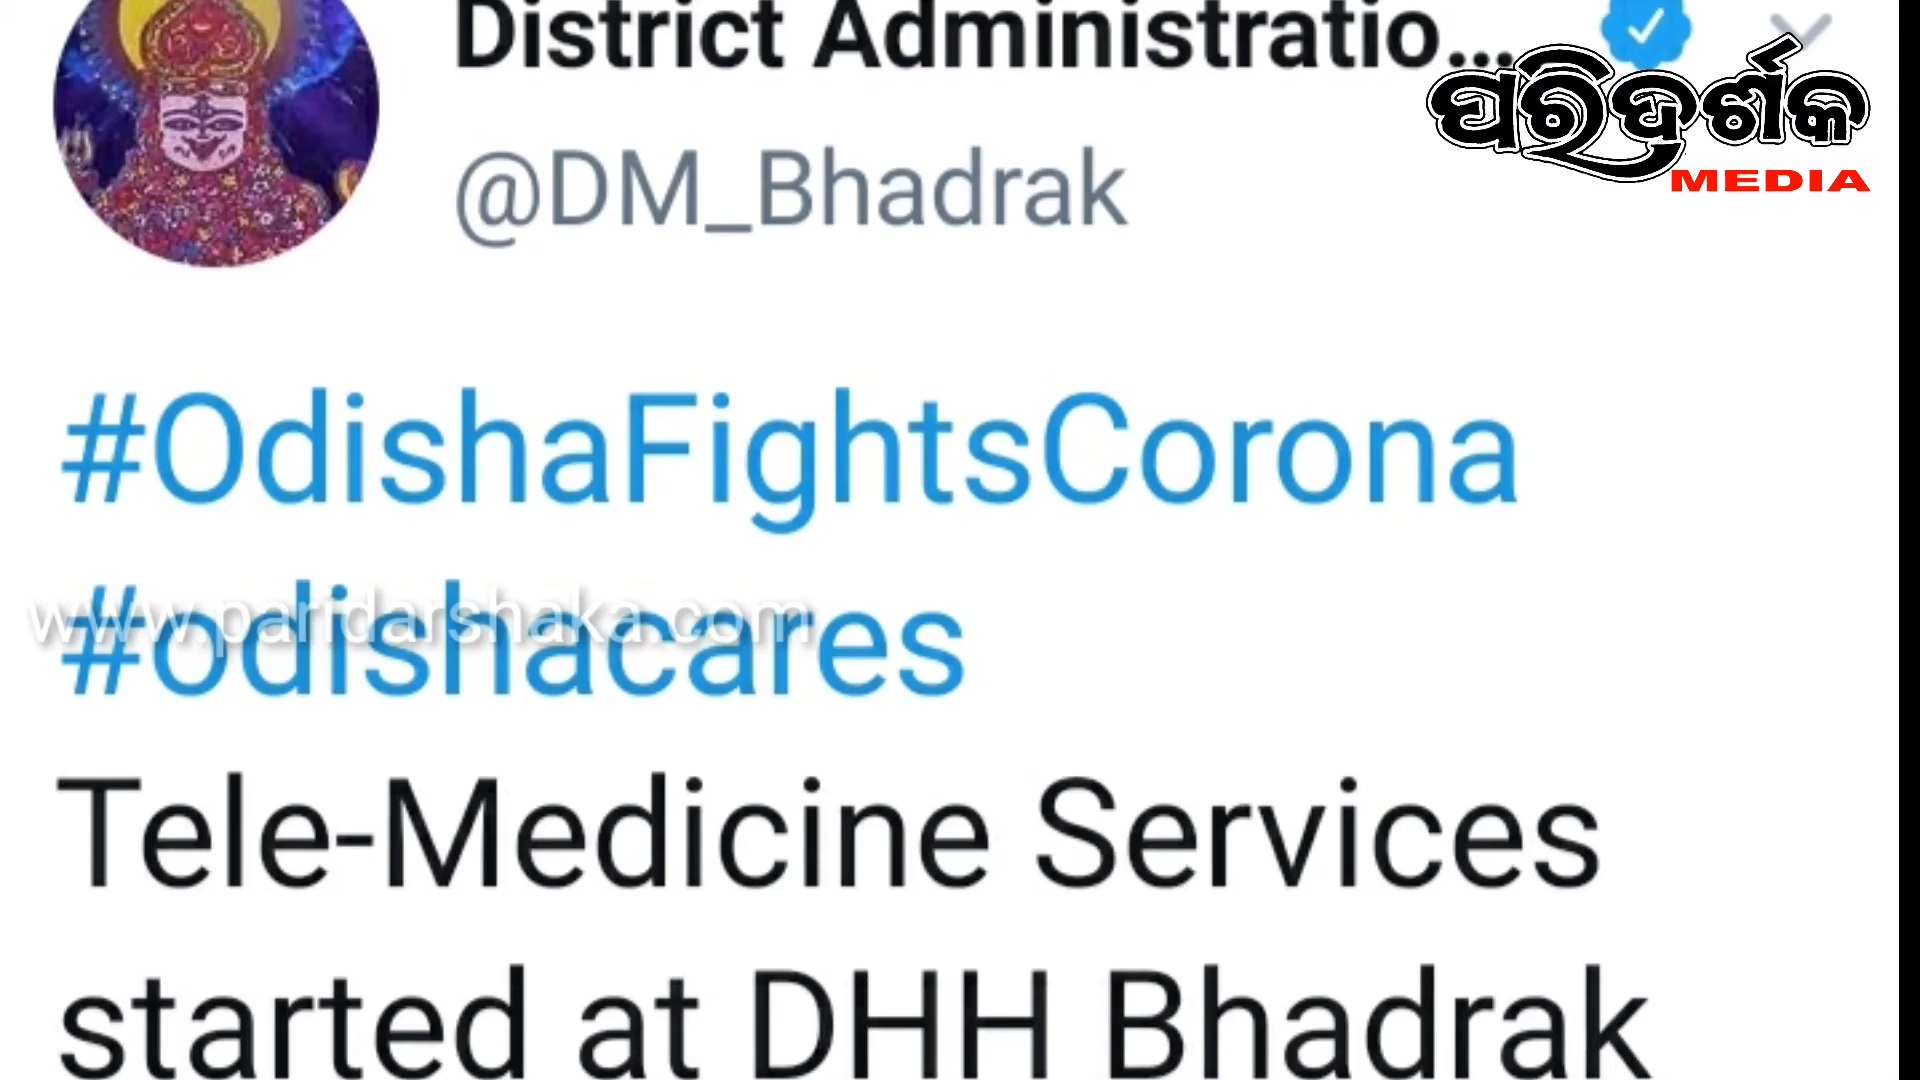 District Administratio...
ପରିଦର୍ଶକ
MEDIA
@DM_Bhadrak
#OdishaFightsCorona
www.paridarshaka.com
#odishacares
Tele-Medicine Services
started at DHH Bhadrak